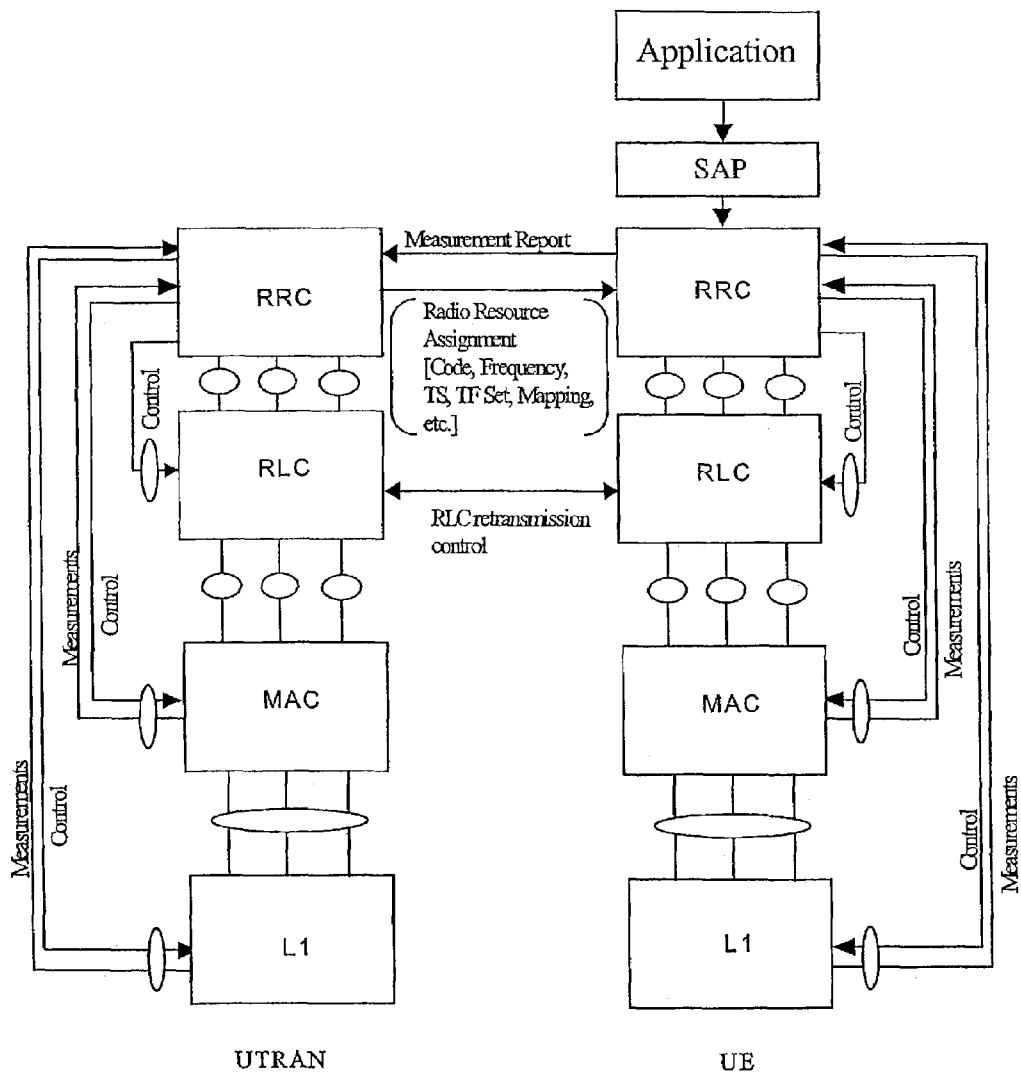 Application
SAP
Measurement Report
RRC
RRC
Radio Resource
Assignment
[Code, Frequency,
TS, TF Set, Mapping,
etc.]
Control
Control
RLC
RLC
RLC retransmission
control
Measurements
Control
Control
Measurements
MAC
MAC
Measurements
Control
Control
Measurements
L1
L1
UTRAN
UE